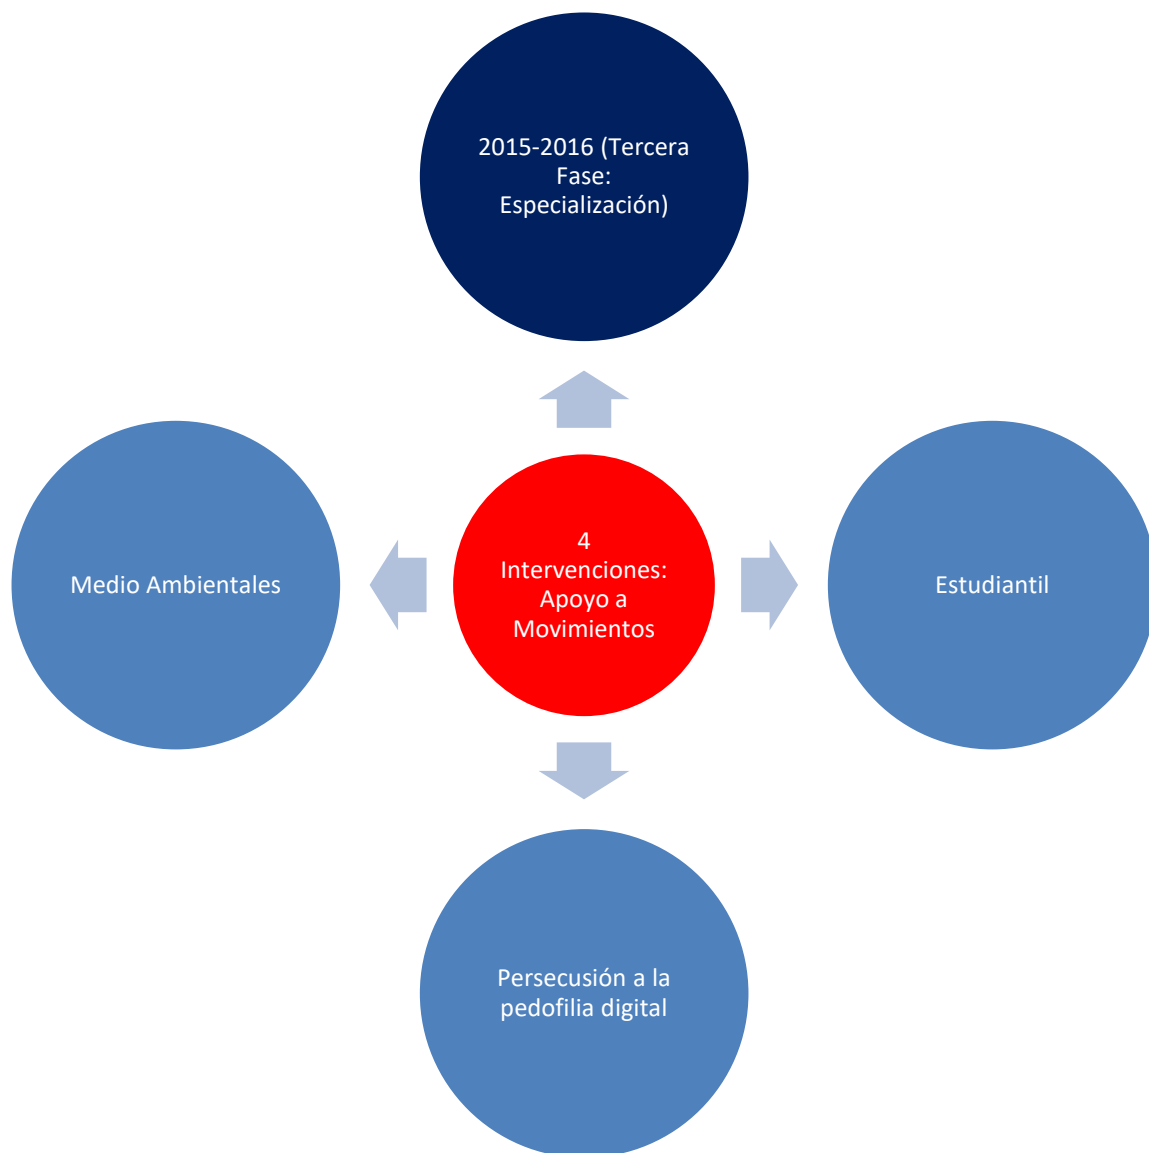 2015-2016 (Tercera
Fase:
Especialización)
Medio Ambientales
4
Intervenciones:
Apoyo a
Movimientos
Estudiantil
Persecusión a la
pedofilia digital